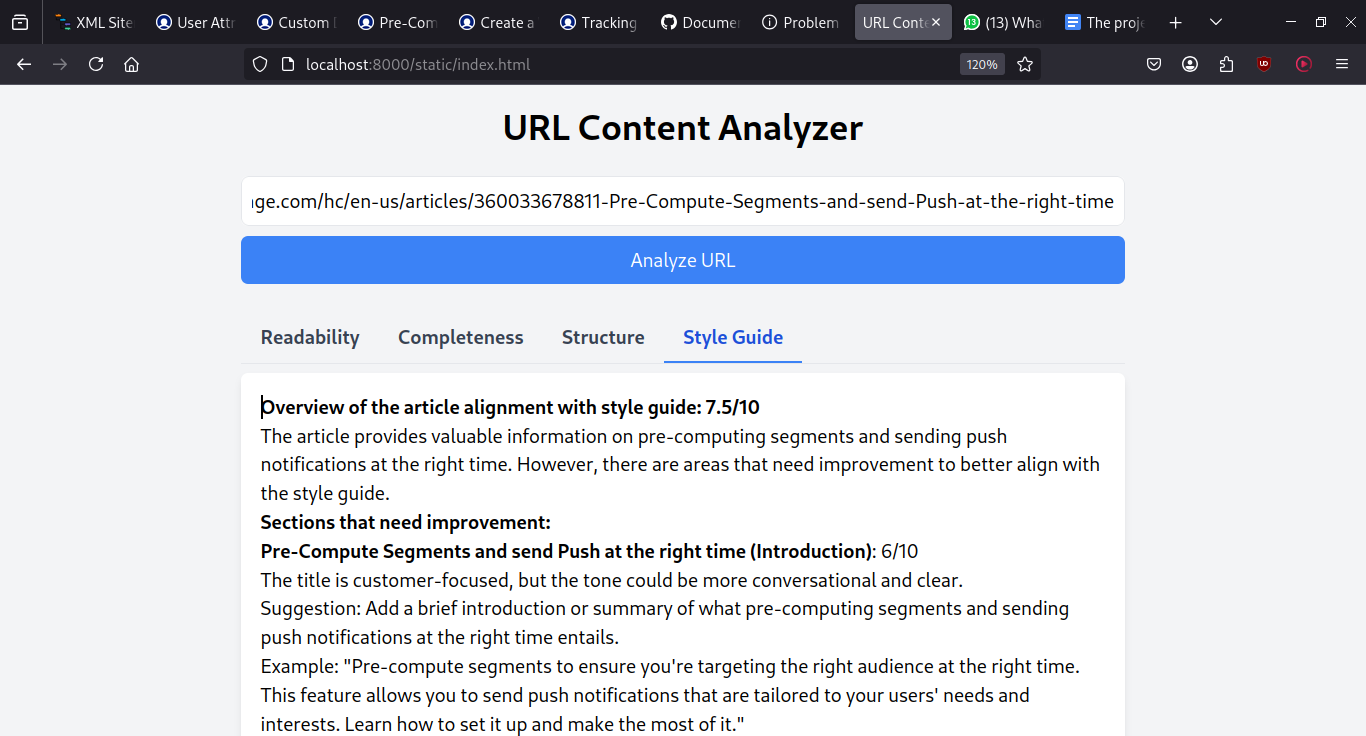 XML Site User Attr Custom Pre-Com Create a Tracking Docume Problem URL Conte 13 (13) Wha The proj
localhost:8000/static/index.html 120%
URL Content Analyzer
ge.com/hc/en-us/articles/360033678811-Pre-Compute-Segments-and-send-Push-at-the-right-time
Analyze URL
Readability Completeness Structure Style Guide
Overview of the article alignment with style guide: 7.5/10
The article provides valuable information on pre-computing segments and sending push
notifications at the right time. However, there are areas that need improvement to better align with
the style guide.
Sections that need improvement:
Pre-Compute Segments and send Push at the right time (Introduction): 6/10
The title is customer-focused, but the tone could be more conversational and clear.
Suggestion: Add a brief introduction or summary of what pre-computing segments and sending
push notifications at the right time entails.
Example: "Pre-compute segments to ensure you're targeting the right audience at the right time.
This feature allows you to send push notifications that are tailored to your users' needs and
interests. Learn how to set it up and make the most of it."